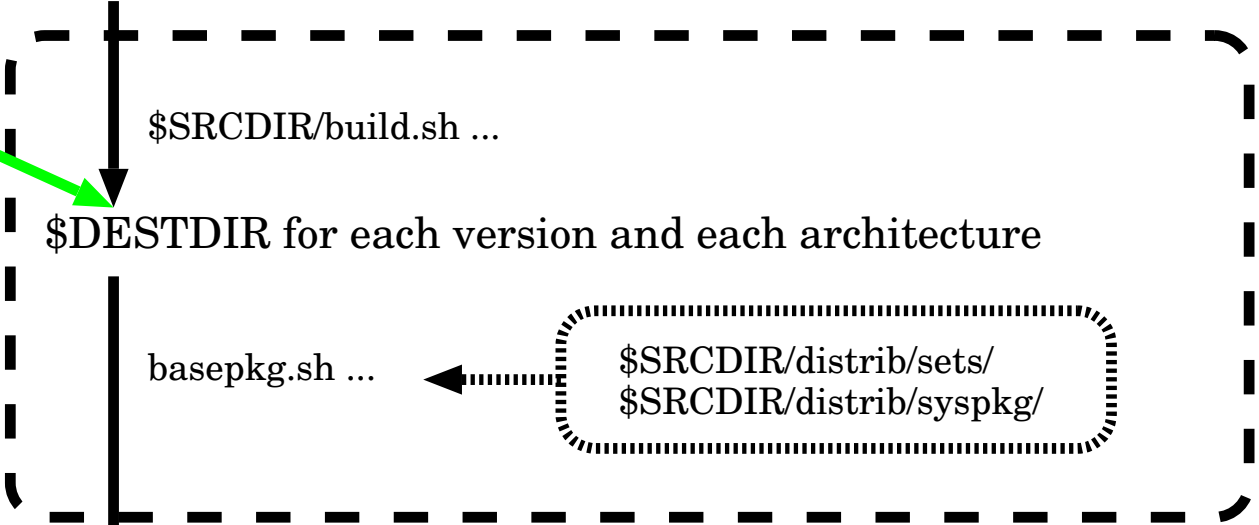 $SRCDIR/build.sh ...
$DESTDIR for each version and each architecture
basepkg.sh ...
$SRCDIR/distrib/sets/
$SRCDIR/distrib/syspkg/